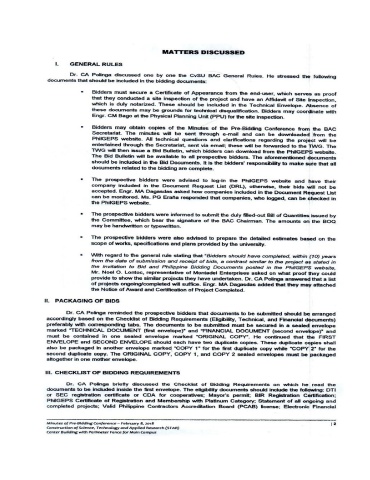 MATTERS DISCUSSED
I. GENERAL RULES
Dr. CA Polinga discussed one by one the CvSU BAC General Rules. He stressed the following
documents that should be included in the bidding documents:
• Bidders must secure a Certificate of Appearance from the end-user, which serves as proof
that they conducted a site inspection of the project and have an Affidavit of Site Inspection,
which is duly notarized. These should be included in the Technical Envelope. Absence of
these documents may be grounds for technical disqualification. Bidders may coordinate with
Engr. CM Bago at the Physical Planning Unit (PPU) for the site inspection.
• Bidders may obtain copies of the Minutes of the Pre-Bidding Conference from the BAC
Secretariat. The minutes will be sent through e-mail and can be downloaded from the
PhilGEPS website. All technical questions and clarifications regarding the project will be
entertained through the Secretariat, sent via email; these will be forwarded to the TWG. The
TWG will then issue a Bid Bulletin, which bidders can download from the PhilGEPS website.
The Bid Bulletin will be available to all prospective bidders. The aforementioned documents
should be included in the Bid Documents. It is the bidders' responsibility to make sure that all
documents related to the bidding are complete.
• The prospective bidders were advised to log-in the PhilGEPS website and have their
company included in the Document Request List (DRL), otherwise, their bids will not be
accepted. Engr. MA Dagasdas asked how companies included in the Document Request List
can be monitored. Ms. PG Eraña responded that companies, who logged, can be checked in
the PhilGEPS website.
• The prospective bidders were informed to submit the duly filled-out Bill of Quantities issued by
the Committee, which bear the signature of the BAC Chairman. The amounts on the BOQ
may be handwritten or typewritten.
• The prospective bidders were also advised to prepare the detailed estimates based on the
scope of works, specifications and plans provided by the university.
• With regard to the general rule stating that "Bidders should have completed, within (10) years
from the date of submission and receipt of bids, a contract similar to the project as stated in
the invitation to Bid and Philippine Bidding Documents posted in the PhilGEPS website,
Mr. Noel O. Lontoc, representative of Montedel Enterprises asked on what proof they could
provide to show the similar projects they have undertaken. Dr. CA Polinga answered that a list
of projects ongoing/completed will suffice. Engr. MA Dagasdas added that they may attached
the Notice of Award and Certification of Project Completed.
II. PACKAGING OF BIDS
Dr. CA Polinga reminded the prospective bidders that documents to be submitted should be arranged
accordingly based on the Checklist of Bidding Requirements (Eligibility, Technical, and Financial documents)
preferably with corresponding tabs. The documents to be submitted must be secured in a sealed envelope
marked "TECHNICAL DOCUMENT (first envelope)" and "FINANCIAL DOCUMENT (second envelope)" and
must be contained in one sealed envelope marked "ORIGINAL COPY". He continued that the FIRST
ENVELOPE and SECOND ENVELOPE should each have two duplicate copies. These duplicate copies shall
also be packaged in another envelope marked "COPY 1" for the first duplicate copy while "COPY 2" for the
second duplicate copy. The ORIGINAL COPY, COPY 1, and COPY 2 sealed envelopes must be packaged
altogether in one mother envelope.
III. CHECKLIST OF BIDDING REQUIREMENTS
Dr. CA Polinga briefly discussed the Checklist of Bidding Requirements on which he read the
documents to be included inside the first envelope. The eligibility documents should include the following: DTI
or SEC registration certificate or CDA for cooperatives; Mayor's permit; BIR Registration Certification;
PhilGEPS Certificate of Registration and Membership with Platinum Category; Statement of all ongoing and
completed projects; Valid Philippine Contractors Accreditation Board (PCAB) license; Electronic Financial
Minutes of Pre-Bidding Conference – February 8, 2018 | 2
Construction of Science, Technology and Applied Research (STAR)
Center Building with Perimeter Fence for Main Campus